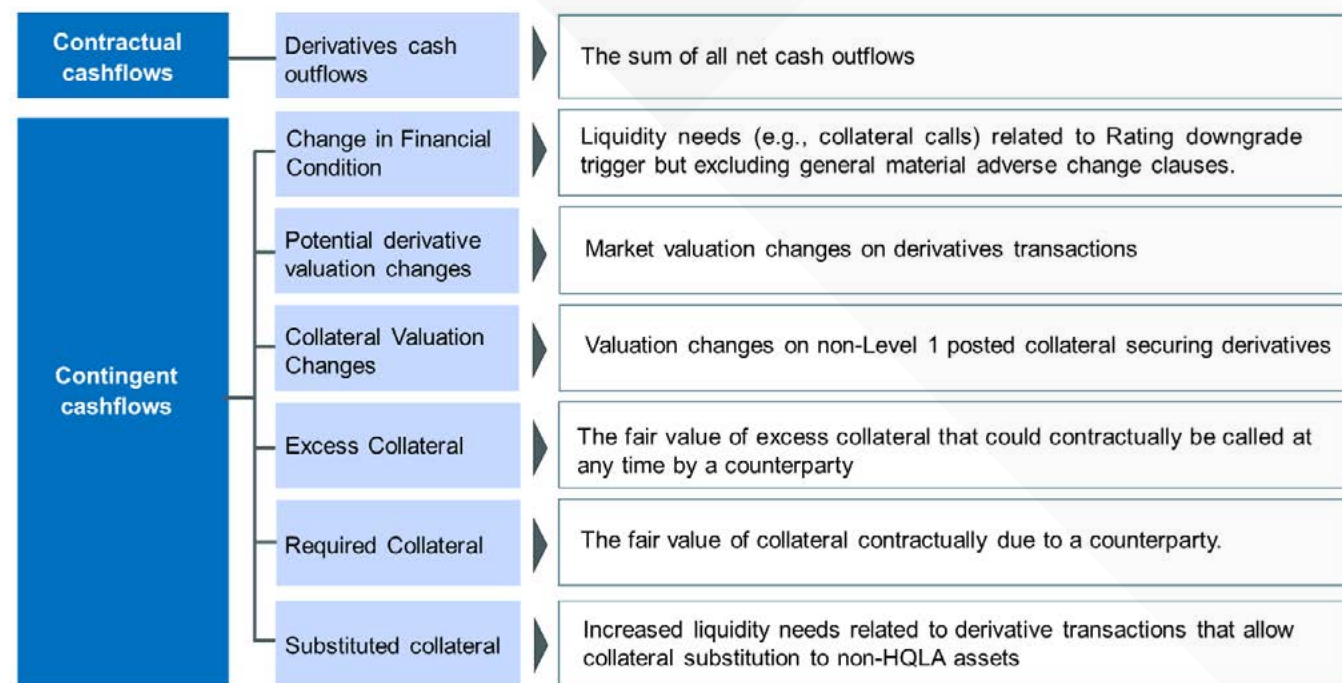 Contractual
cashflows
Derivatives cash
outflows
The sum of all net cash outflows
Contingent
cashflows
Change in Financial
Condition
Liquidity needs (e.g., collateral calls) related to Rating downgrade
trigger but excluding general material adverse change clauses.
Potential derivative
valuation changes
Market valuation changes on derivatives transactions
Collateral Valuation
Changes
Valuation changes on non-Level 1 posted collateral securing derivatives
Excess Collateral
The fair value of excess collateral that could contractually be called at
any time by a counterparty
Required Collateral
The fair value of collateral contractually due to a counterparty.
Substituted collateral
Increased liquidity needs related to derivative transactions that allow
collateral substitution to non-HQLA assets